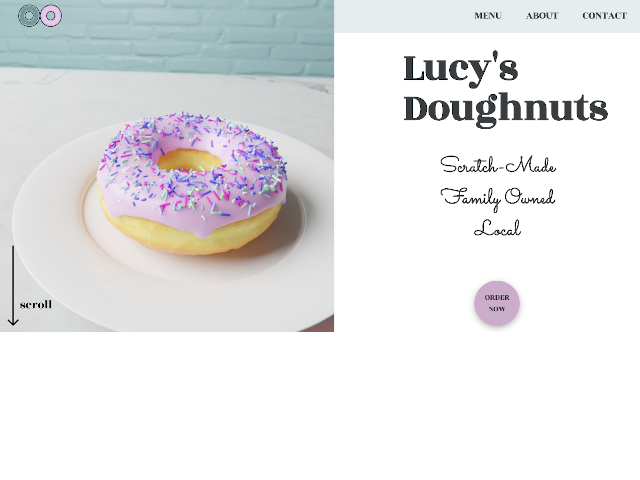 MENU ABOUT CONTACT
Lucy's
Doughnuts
Scratch-Made
Family Owned
Local
scroll
ORDER
NOW